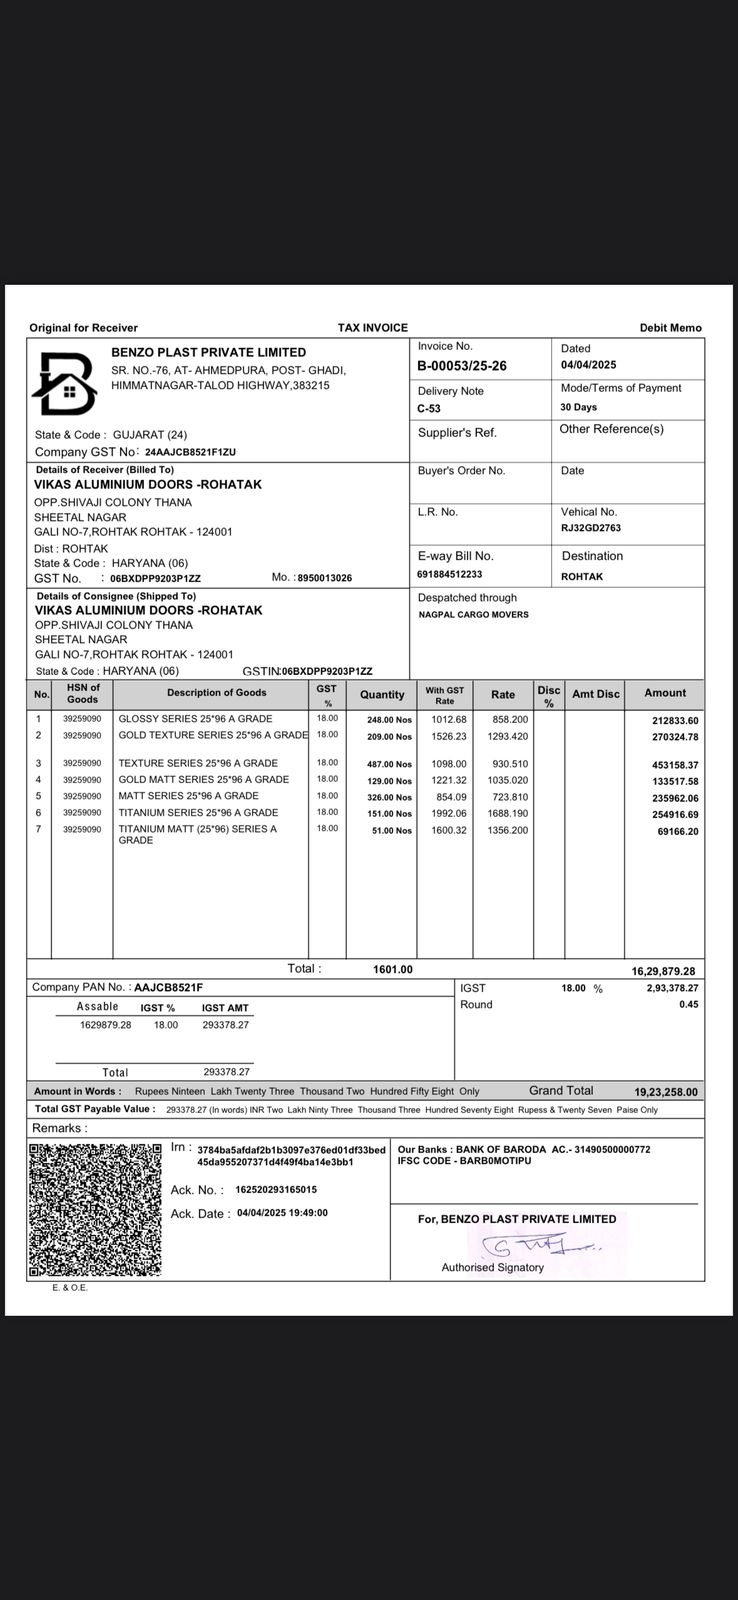 Original for Receiver TAX INVOICE Debit Memo
BENZO PLAST PRIVATE LIMITED
SR. NO.-76, AT- AHMEDPURA, POST- GHADI,
HIMMATNAGAR-TALOD HIGHWAY,383215
State & Code : GUJARAT (24)
Company GST No: 24AAJCB8521F1ZU
Invoice No. Dated
B-00053/25-26 04/04/2025
Delivery Note Mode/Terms of Payment
C-53 30 Days
Supplier's Ref. Other Reference(s)
Details of Receiver (Billed To)
VIKAS ALUMINIUM DOORS -ROHATAK
OPP.SHIVAJI COLONY THANA
SHEETAL NAGAR
GALI NO-7,ROHTAK ROHTAK - 124001
Dist : ROHTAK
State & Code : HARYANA (06)
GST No. : 06BXDPP9203P1ZZ Mo. : 8950013026
Buyer's Order No. Date
L.R. No. Vehical No.
RJ32GD2763
E-way Bill No. Destination
691884512233 ROHTAK
Details of Consignee (Shipped To)
VIKAS ALUMINIUM DOORS -ROHATAK
OPP.SHIVAJI COLONY THANA
SHEETAL NAGAR
GALI NO-7,ROHTAK ROHTAK - 124001
State & Code : HARYANA (06) GSTIN:06BXDPP9203P1ZZ
Despatched through
NAGPAL CARGO MOVERS
No. HSN of Goods Description of Goods GST % Quantity With GST Rate Rate Disc % Amt Disc Amount
1 39259090 GLOSSY SERIES 25*96 A GRADE 18.00 248.00 Nos 1012.68 858.200 212833.60
2 39259090 GOLD TEXTURE SERIES 25*96 A GRADE 18.00 209.00 Nos 1526.23 1293.420 270324.78
3 39259090 TEXTURE SERIES 25*96 A GRADE 18.00 487.00 Nos 1098.00 930.510 453158.37
4 39259090 GOLD MATT SERIES 25*96 A GRADE 18.00 129.00 Nos 1221.32 1035.020 133517.58
5 39259090 MATT SERIES 25*96 A GRADE 18.00 326.00 Nos 854.09 723.810 235962.06
6 39259090 TITANIUM SERIES 25*96 A GRADE 18.00 151.00 Nos 1992.06 1688.190 254916.69
7 39259090 TITANIUM MATT (25*96) SERIES A 18.00 51.00 Nos 1600.32 1356.200 69166.20
GRADE
Total : 1601.00 16,29,879.28
Company PAN No. : AAJCB8521F
Assable IGST % IGST AMT
1629879.28 18.00 293378.27
Total 293378.27
IGST 18.00 % 2,93,378.27
Round 0.45
Amount in Words : Rupees Ninteen Lakh Twenty Three Thousand Two Hundred Fifty Eight Only Grand Total 19,23,258.00
Total GST Payable Value : 293378.27 (In words) INR Two Lakh Ninty Three Thousand Three Hundred Seventy Eight Rupess & Twenty Seven Paise Only
Remarks :
Irn : 3784ba5afdaf2b1b3097e376ed01df33bed
45da955207371d4f49f4ba14e3bb1
Ack. No. : 162520293165015
Ack. Date : 04/04/2025 19:49:00
Our Banks : BANK OF BARODA AC.- 31490500000772
IFSC CODE - BARB0MOTIPU
For, BENZO PLAST PRIVATE LIMITED
Authorised Signatory
E. & O.E.